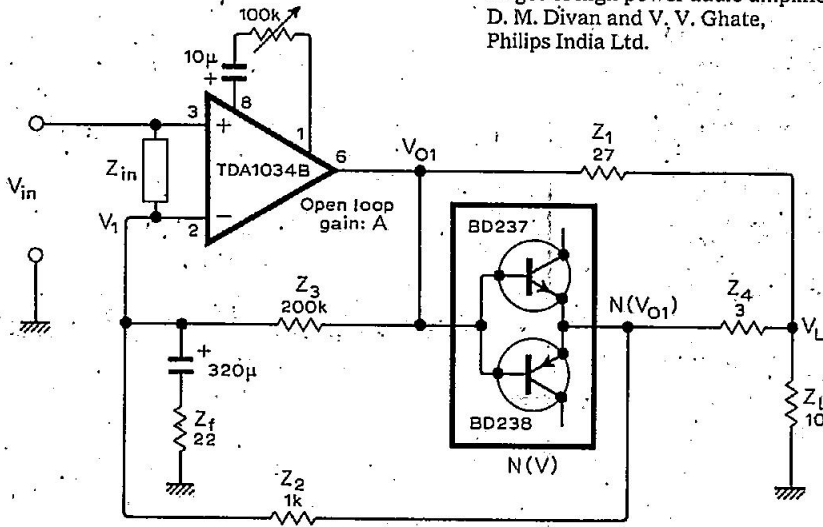 D. M. Divan and V. V. Ghate,
Philips India Ltd.
100k
10μ
+
8
3
+
1
Zin
TDA1034B
6
VO1
Z1
27
Vin
V1
−
2
Open loop
gain: A
BD237
Z3
200k
N(VO1)
Z4
3
VL
+
320μ
Zf
22
BD238
N(V)
10
Z2
1k